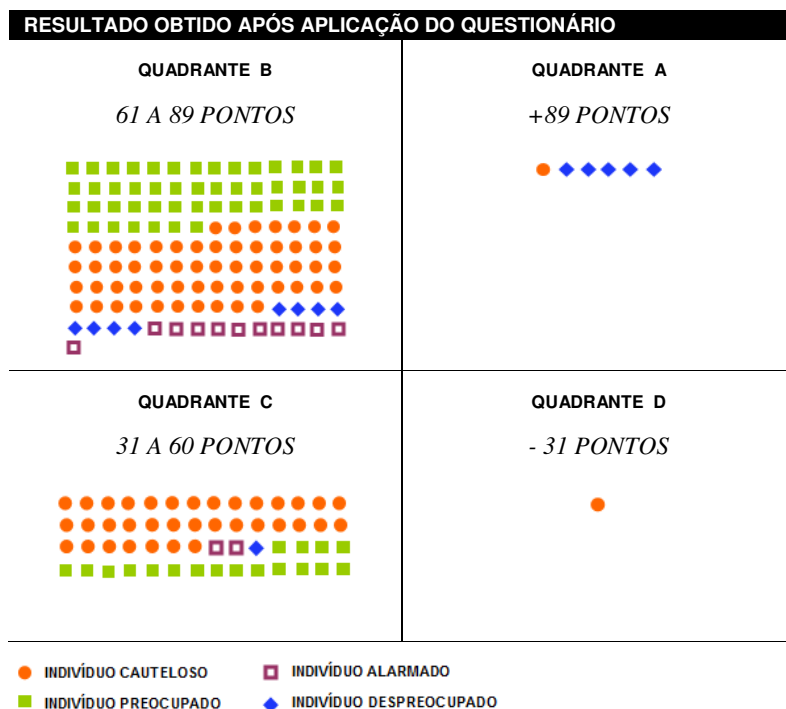 RESULTADO OBTIDO APÓS APLICAÇÃO DO QUESTIONÁRIO
QUADRANTE B
61 A 89 PONTOS
QUADRANTE A
+89 PONTOS
QUADRANTE C
31 A 60 PONTOS
QUADRANTE D
- 31 PONTOS
INDIVÍDUO CAUTELOSO
INDIVÍDUO ALARMADO
INDIVÍDUO PREOCUPADO
INDIVÍDUO DESPREOCUPADO